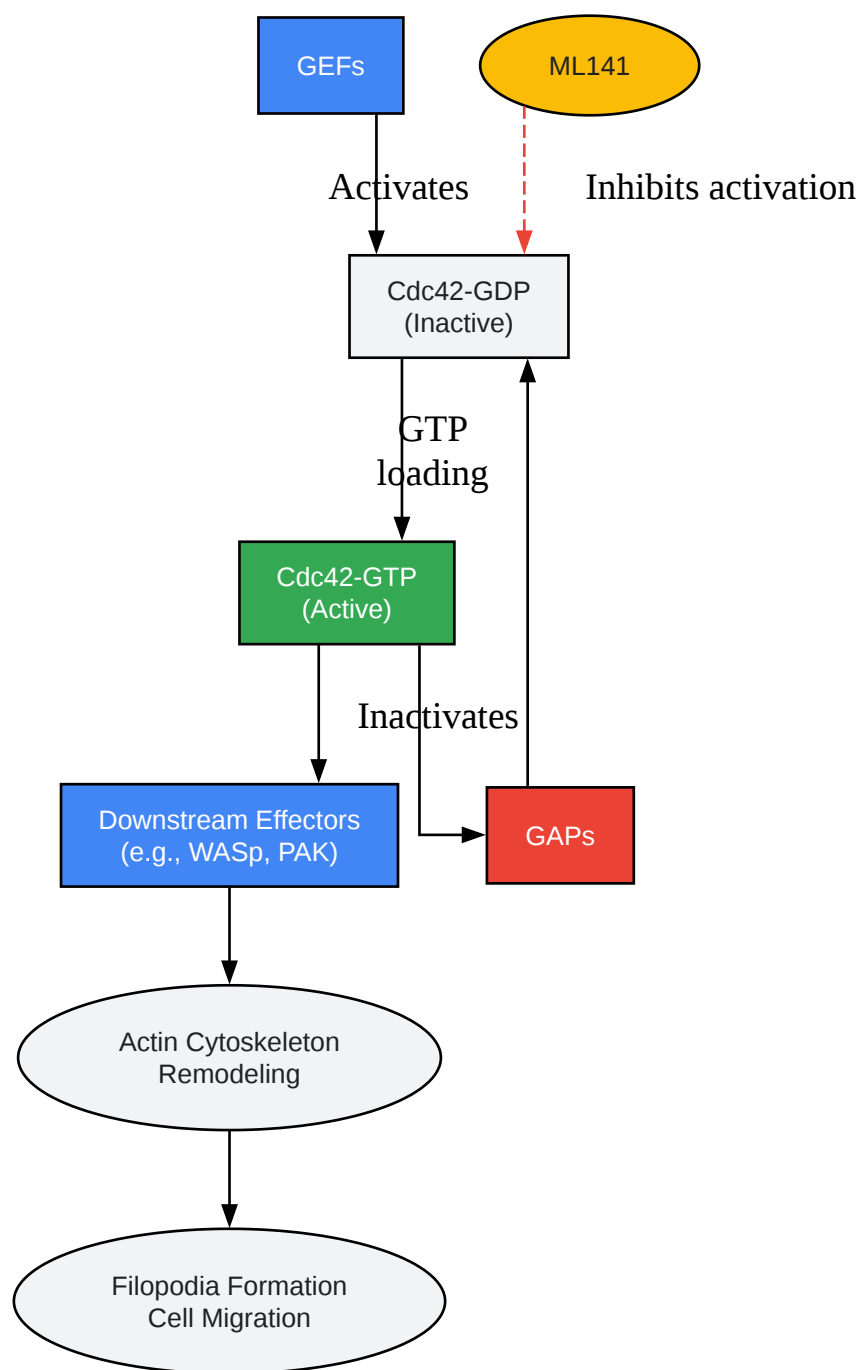 GEFs
ML141
Activates
Inhibits activation
Cdc42-GDP
(Inactive)
GTP
loading
Cdc42-GTP
(Active)
Inactivates
Downstream Effectors
(e.g., WASp, PAK)
GAPs
Actin Cytoskeleton
Remodeling
Filopodia Formation
Cell Migration